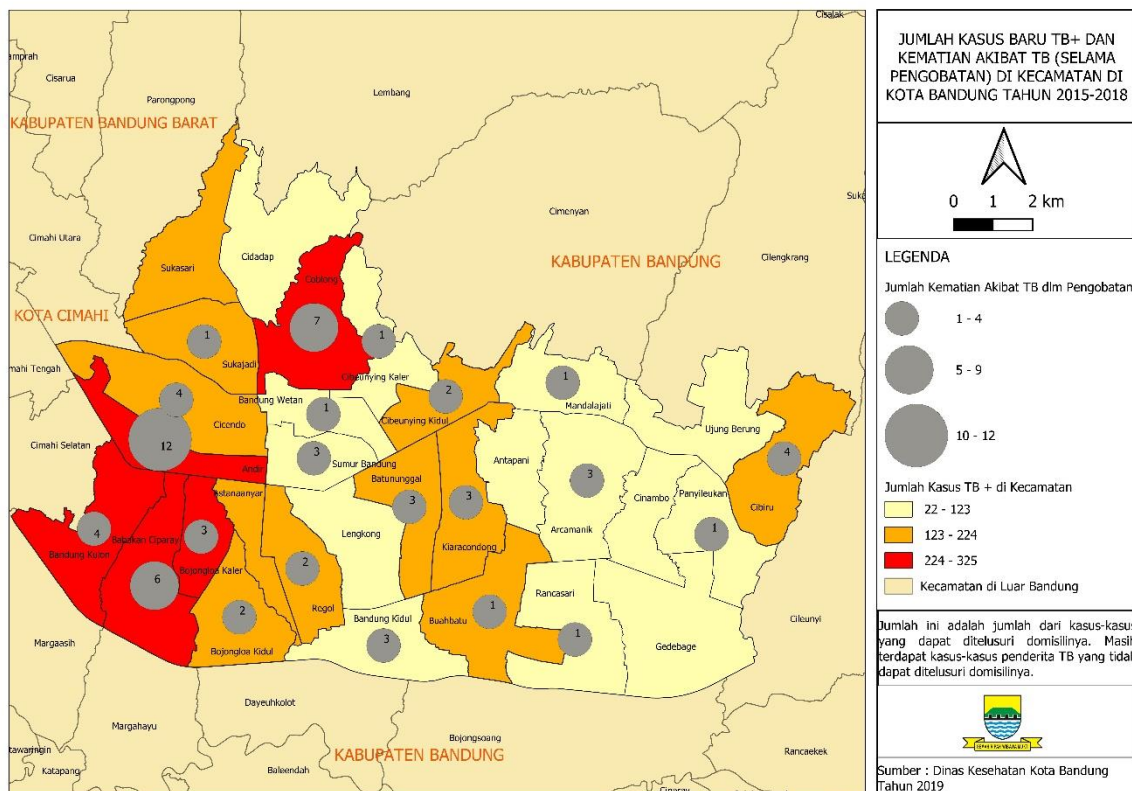 JUMLAH KASUS BARU TB+ DAN
KEMATIAN AKIBAT TB (SELAMA
PENGOBATAN) DI KECAMATAN DI
KOTA BANDUNG TAHUN 2015-2018
0 1 2 km
LEGENDA
Jumlah Kematian Akibat TB dlm Pengobatan
1 - 4
5 - 9
10 - 12
Jumlah Kasus TB + di Kecamatan
22 - 123
123 - 224
224 - 325
Kecamatan di Luar Bandung
Jumlah ini adalah jumlah dari kasus-kasus
yang dapat ditelusuri domisilinya. Masih
terdapat kasus-kasus penderita TB yang tidak
dapat ditelusuri domisilinya.
Sumber : Dinas Kesehatan Kota Bandung
Tahun 2019
Cisalak
amprah
Cisarua
Parongpong
Lembang
KABUPATEN BANDUNG BARAT
Suk
Cimenyan
Cimahi Utara
Cidadap
Sukasari
KABUPATEN BANDUNG
Cilengkrang
Coblong
KOTA CIMAHI
7
1
1
Sukajadi
mahi Tengah
Cibeunying Kaler
1
Mandalajati
4
2
Bandung Wetan
1
Cicendo
Cibeunying Kidul
12
Ujung Berung
Cimahi Selatan
3
Sumur Bandung
Antapani
4
Andir
Batununggal
3
Cinambo
Panyileukan
Cibiru
Astanaanyar
3
3
Arcamanik
4
3
Lengkong
1
Bandung Kulon
Babakan Ciparay
Kiaracondong
Bojongloa Kaler
6
2
Regol
Rancasari
2
Bandung Kidul
Buahbatu
1
Margaasih
3
1
Cileunyi
Bojongloa Kidul
Gedebage
Dayeuhkolot
Margahayu
Bojongsoang
tawaringin
KABUPATEN BANDUNG
Rancaekek
Katapang
Baleendah
Ciparay